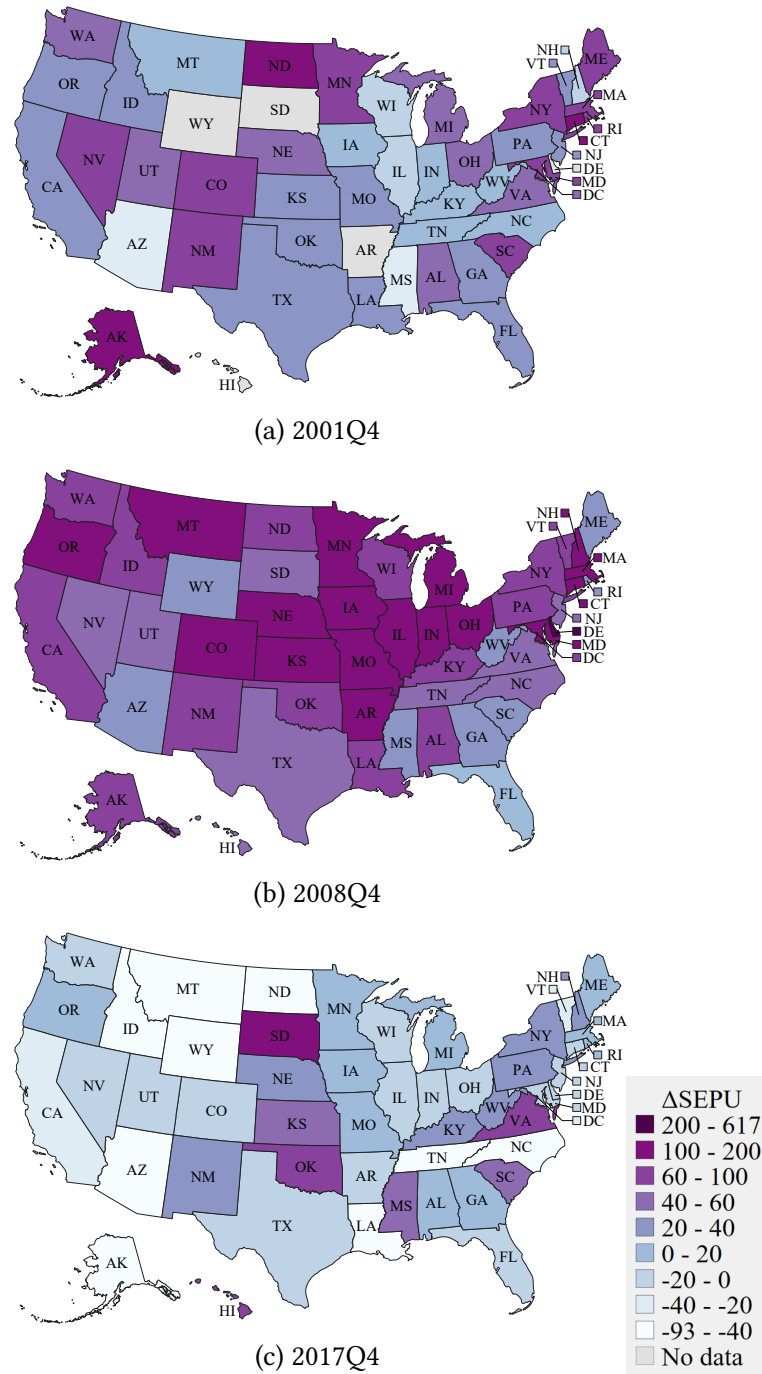 WA
MT
ND
MN
NH
VT
ME
OR
ID
WY
SD
WI
MI
NY
MA
RI
CT
NV
UT
CO
NE
IA
IL
IN
OH
PA
NJ
DE
MD
DC
CA
KS
MO
KY
WV
VA
AZ
NM
OK
AR
TN
NC
SC
TX
LA
MS
AL
GA
FL
AK
HI
(a) 2001Q4
WA
MT
ND
MN
NH
VT
ME
OR
ID
WY
SD
WI
MI
NY
MA
RI
CT
NV
UT
CO
NE
IA
IL
IN
OH
PA
NJ
DE
MD
DC
CA
KS
MO
KY
WV
VA
AZ
NM
OK
AR
TN
NC
SC
TX
LA
MS
AL
GA
FL
AK
HI
(b) 2008Q4
WA
MT
ND
MN
NH
VT
ME
OR
ID
WY
SD
WI
MI
NY
MA
RI
CT
NV
UT
CO
NE
IA
IL
IN
OH
PA
NJ
DE
MD
DC
CA
KS
MO
KY
WV
VA
AZ
NM
OK
AR
TN
NC
SC
TX
LA
MS
AL
GA
FL
AK
HI
(c) 2017Q4
ΔSEPU
200 - 617
100 - 200
60 - 100
40 - 60
20 - 40
0 - 20
-20 - 0
-40 - -20
-93 - -40
No data